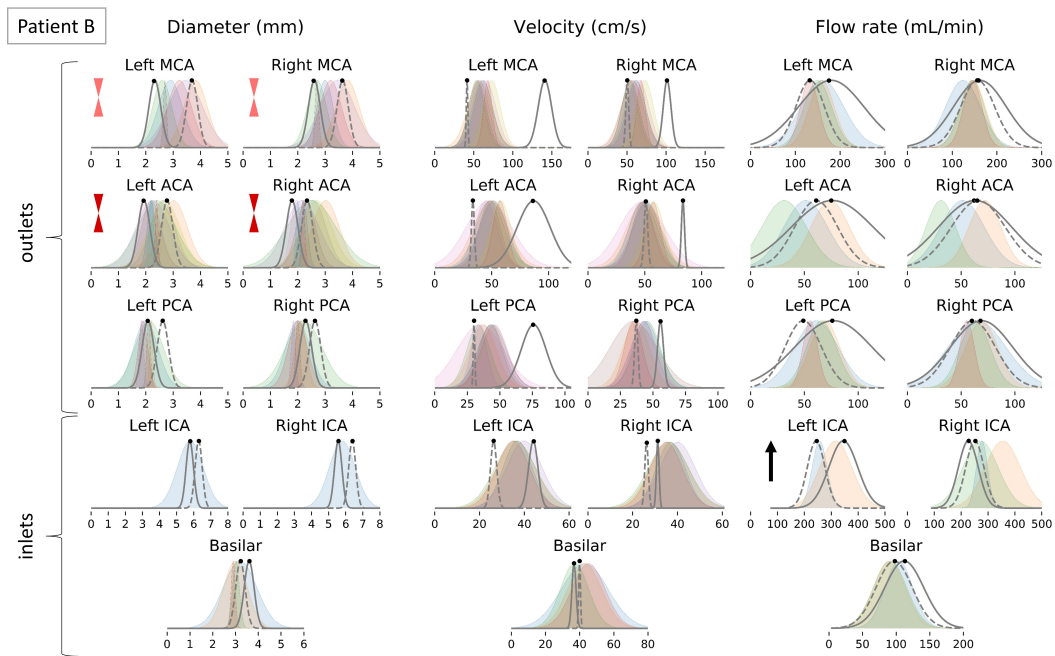 Patient B
Diameter (mm)
Velocity (cm/s)
Flow rate (mL/min)
Left MCA
Right MCA
Left MCA
Right MCA
Left MCA
Right MCA
0 1 2 3 4 5
0 1 2 3 4 5
0 50 100 150
0 50 100 150
0 100 200 300
0 100 200 300
outlets
Left ACA
Right ACA
Left ACA
Right ACA
Left ACA
Right ACA
0 1 2 3 4 5
0 1 2 3 4 5
0 50 100
0 50 100
0 50 100
0 50 100
Left PCA
Right PCA
Left PCA
Right PCA
Left PCA
Right PCA
0 1 2 3 4 5
0 1 2 3 4 5
0 25 50 75 100
0 25 50 75 100
0 50 100
0 50 100
inlets
Left ICA
Right ICA
Left ICA
Right ICA
Left ICA
Right ICA
0 1 2 3 4 5 6 7 8
0 1 2 3 4 5 6 7 8
0 20 40 60
0 20 40 60
0 100 200 300 400 500
0 100 200 300 400 500
Basilar
Basilar
Basilar
0 1 2 3 4 5 6
0 20 40 60 80
0 50 100 150 200